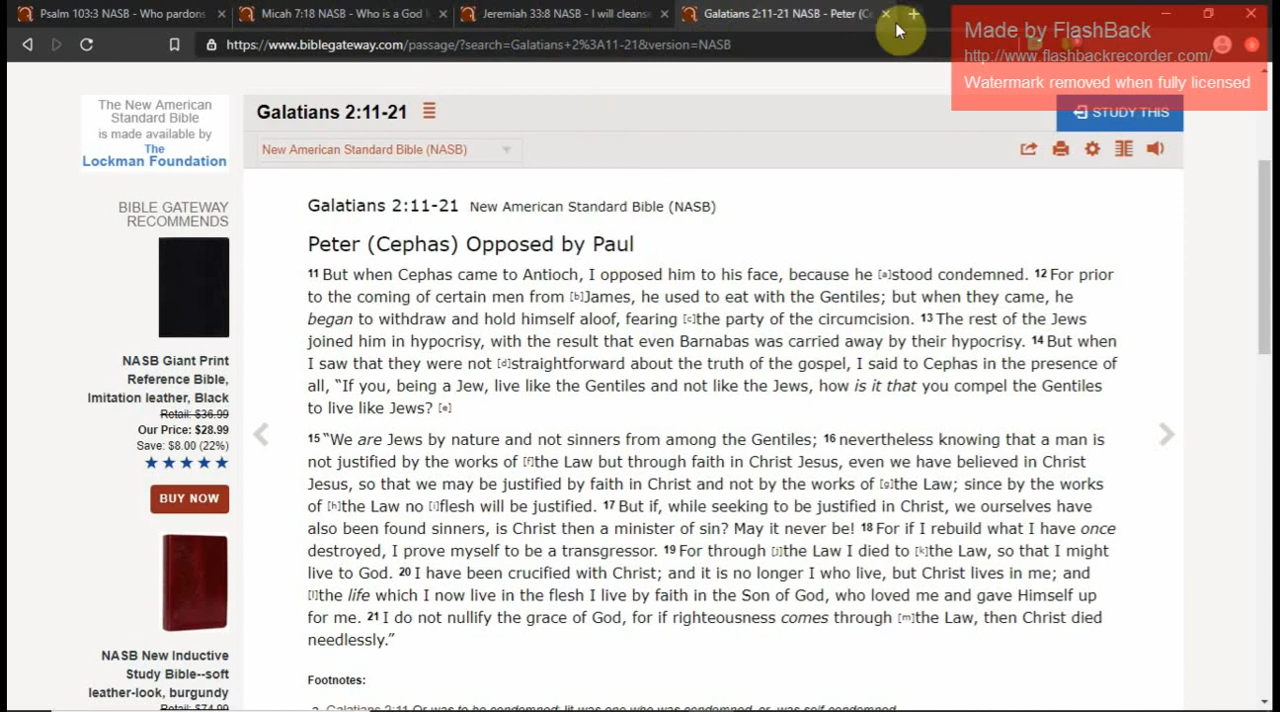 Psalm 103:3 NASB - Who pardons
Micah 7:18 NASB - Who is a God l
Jeremiah 33:8 NASB - I will cleanse
Galatians 2:11-21 NASB - Peter (C
Made by FlashBack
http://www.flashbackrecorder.com/
Watermark removed when fully licensed
https://www.biblegateway.com/passage/?search=Galatians+2%3A11-21&version=NASB
The New American
Standard Bible
is made available by
The
Lockman Foundation
BIBLE GATEWAY
RECOMMENDS
NASB Giant Print
Reference Bible,
Imitation leather, Black
Retail: $36.99
Our Price: $28.99
Save: $8.00 (22%)
BUY NOW
NASB New Inductive
Study Bible--soft
leather-look, burgundy
Retail: $74.99
Galatians 2:11-21
STUDY THIS
New American Standard Bible (NASB)
Galatians 2:11-21 New American Standard Bible (NASB)
Peter (Cephas) Opposed by Paul
11 But when Cephas came to Antioch, I opposed him to his face, because he [a]stood condemned. 12 For prior
to the coming of certain men from [b]James, he used to eat with the Gentiles; but when they came, he
began to withdraw and hold himself aloof, fearing [c]the party of the circumcision. 13 The rest of the Jews
joined him in hypocrisy, with the result that even Barnabas was carried away by their hypocrisy. 14 But when
I saw that they were not [d]straightforward about the truth of the gospel, I said to Cephas in the presence of
all, “If you, being a Jew, live like the Gentiles and not like the Jews, how is it that you compel the Gentiles
to live like Jews? [e]
15 “We are Jews by nature and not sinners from among the Gentiles; 16 nevertheless knowing that a man is
not justified by the works of [f]the Law but through faith in Christ Jesus, even we have believed in Christ
Jesus, so that we may be justified by faith in Christ and not by the works of [g]the Law; since by the works
of [h]the Law no [i]flesh will be justified. 17 But if, while seeking to be justified in Christ, we ourselves have
also been found sinners, is Christ then a minister of sin? May it never be! 18 For if I rebuild what I have once
destroyed, I prove myself to be a transgressor. 19 For through [j]the Law I died to [k]the Law, so that I might
live to God. 20 I have been crucified with Christ; and it is no longer I who live, but Christ lives in me; and
[l]the life which I now live in the flesh I live by faith in the Son of God, who loved me and gave Himself up
for me. 21 I do not nullify the grace of God, for if righteousness comes through [m]the Law, then Christ died
needlessly.”
Footnotes:
a. Galatians 2:11 Or was to be condemned; lit was one who was condemned, or, was self-condemned